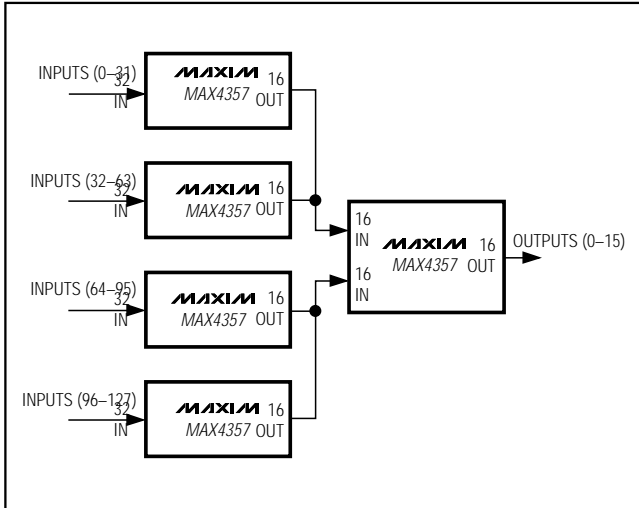 INPUTS (0–31)
32
IN
MAXIM
MAX4357
16
OUT
INPUTS (32–63)
32
IN
MAXIM
MAX4357
16
OUT
16
IN
MAXIM
MAX4357
16
OUT
OUTPUTS (0–15)
INPUTS (64–95)
32
IN
MAXIM
MAX4357
16
OUT
16
IN
INPUTS (96–127)
32
IN
MAXIM
MAX4357
16
OUT